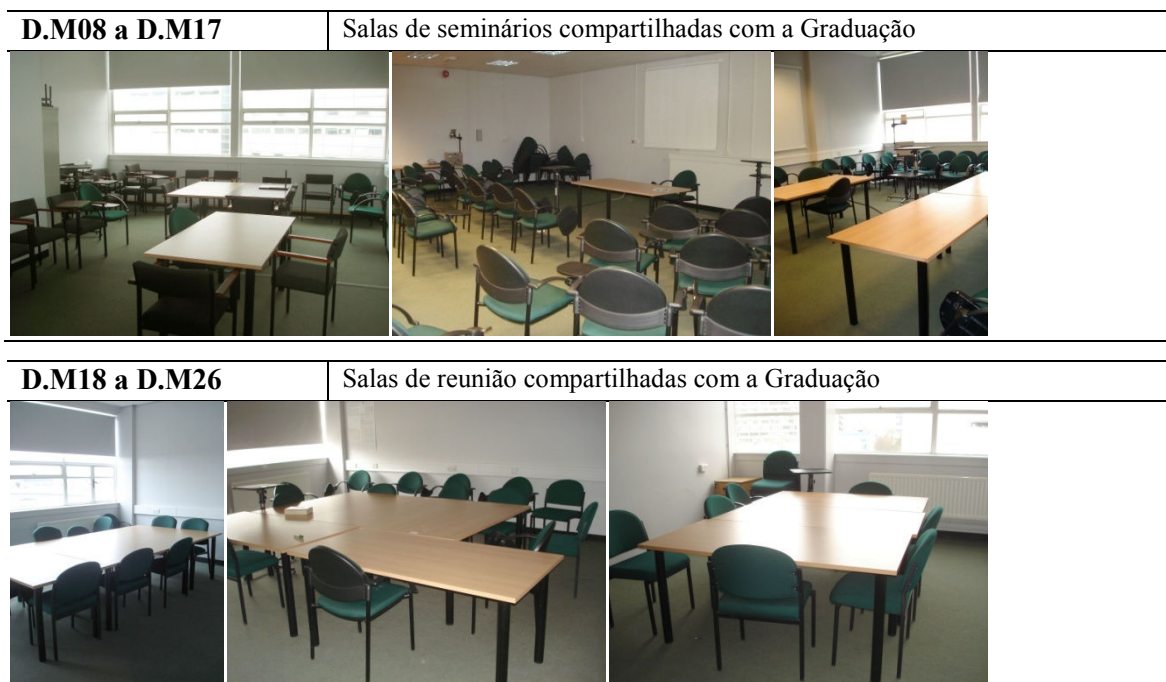 D.M08 a D.M17 Salas de seminários compartilhadas com a Graduação
D.M18 a D.M26 Salas de reunião compartilhadas com a Graduação